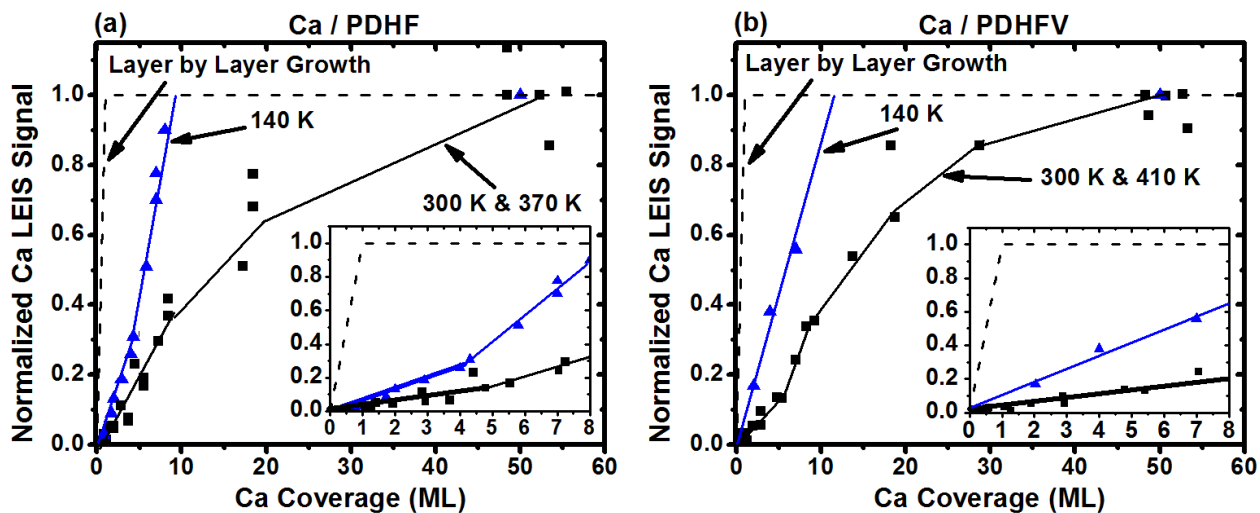 (a)
Ca / PDHF
Normalized Ca LEIS Signal
1.0
0.8
0.6
0.4
0.2
0.0
Layer by Layer Growth
140 K
300 K & 370 K
1.0
0.8
0.6
0.4
0.2
0.0
0 1 2 3 4 5 6 7 8
0 10 20 30 40 50 60
Ca Coverage (ML)
(b)
Ca / PDHFV
Normalized Ca LEIS Signal
1.0
0.8
0.6
0.4
0.2
0.0
Layer by Layer Growth
140 K
300 K & 410 K
1.0
0.8
0.6
0.4
0.2
0.0
0 1 2 3 4 5 6 7 8
0 10 20 30 40 50 60
Ca Coverage (ML)